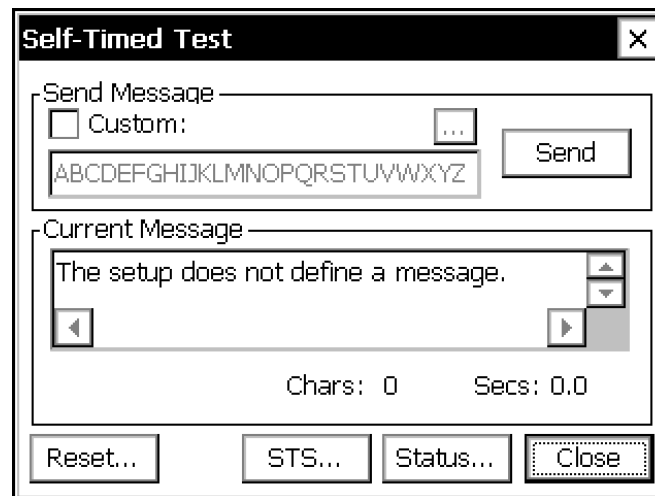 Self-Timed Test
Send Message
Custom:
...
Send
ABCDEFGHIJKLMNOPQRSTUVWXYZ
Current Message
The setup does not define a message.
Chars: 0 Secs: 0.0
Reset... STS... Status... Close